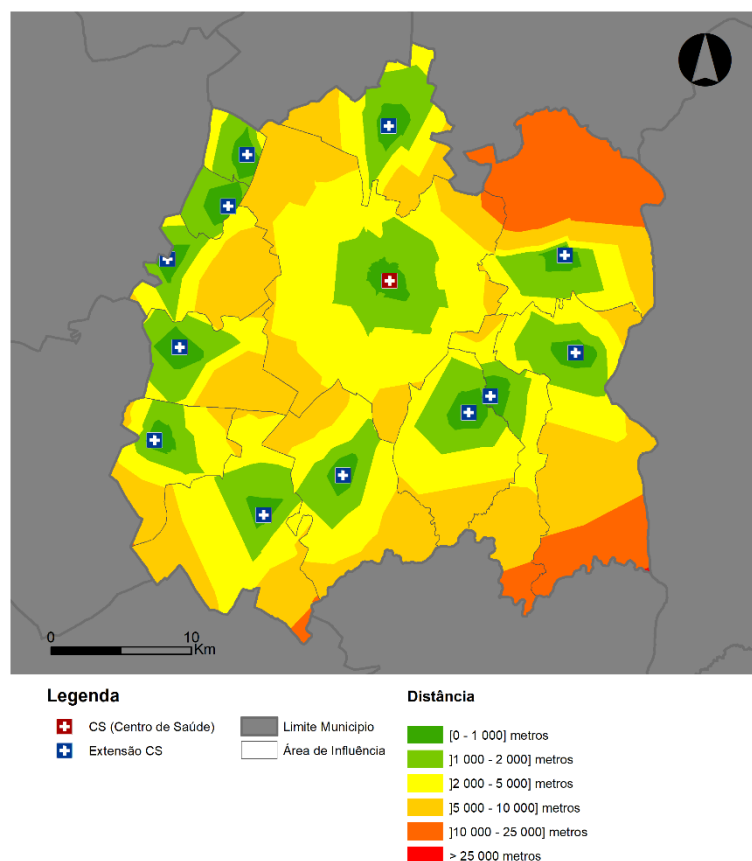 0 10
Km
Legenda
CS (Centro de Saúde)
Extensão CS
Limite Municipio
Área de Influência
Distância
[0 - 1 000] metros
]1 000 - 2 000] metros
]2 000 - 5 000] metros
]5 000 - 10 000] metros
]10 000 - 25 000] metros
> 25 000 metros